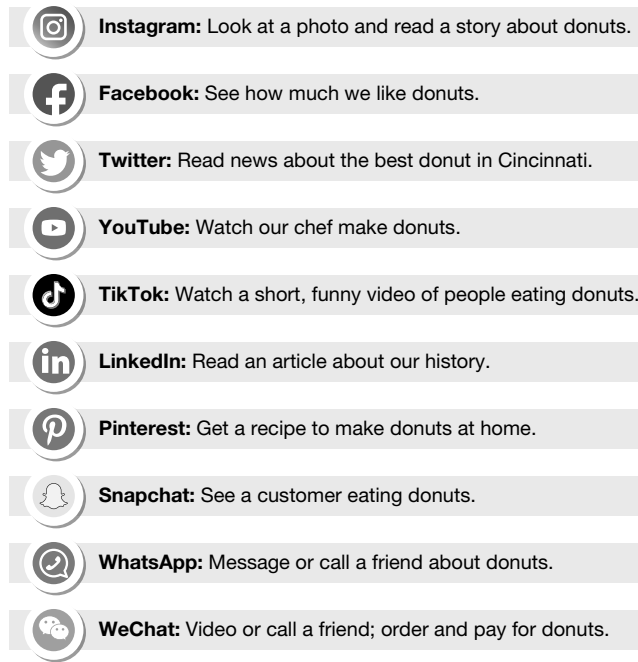 Instagram: Look at a photo and read a story about donuts.
Facebook: See how much we like donuts.
Twitter: Read news about the best donut in Cincinnati.
YouTube: Watch our chef make donuts.
TikTok: Watch a short, funny video of people eating donuts.
LinkedIn: Read an article about our history.
Pinterest: Get a recipe to make donuts at home.
Snapchat: See a customer eating donuts.
WhatsApp: Message or call a friend about donuts.
WeChat: Video or call a friend; order and pay for donuts.